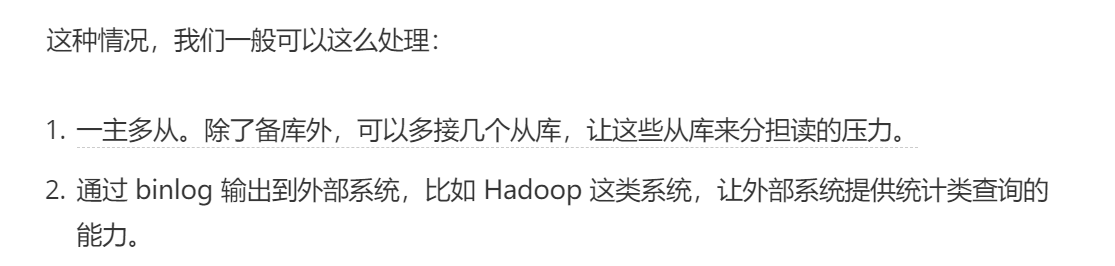 这种情况，我们一般可以这么处理：
1. 一主多从。除了备库外，可以多接几个从库，让这些从库来分担读的压力。
2. 通过 binlog 输出到外部系统，比如 Hadoop 这类系统，让外部系统提供统计类查询的
能力。